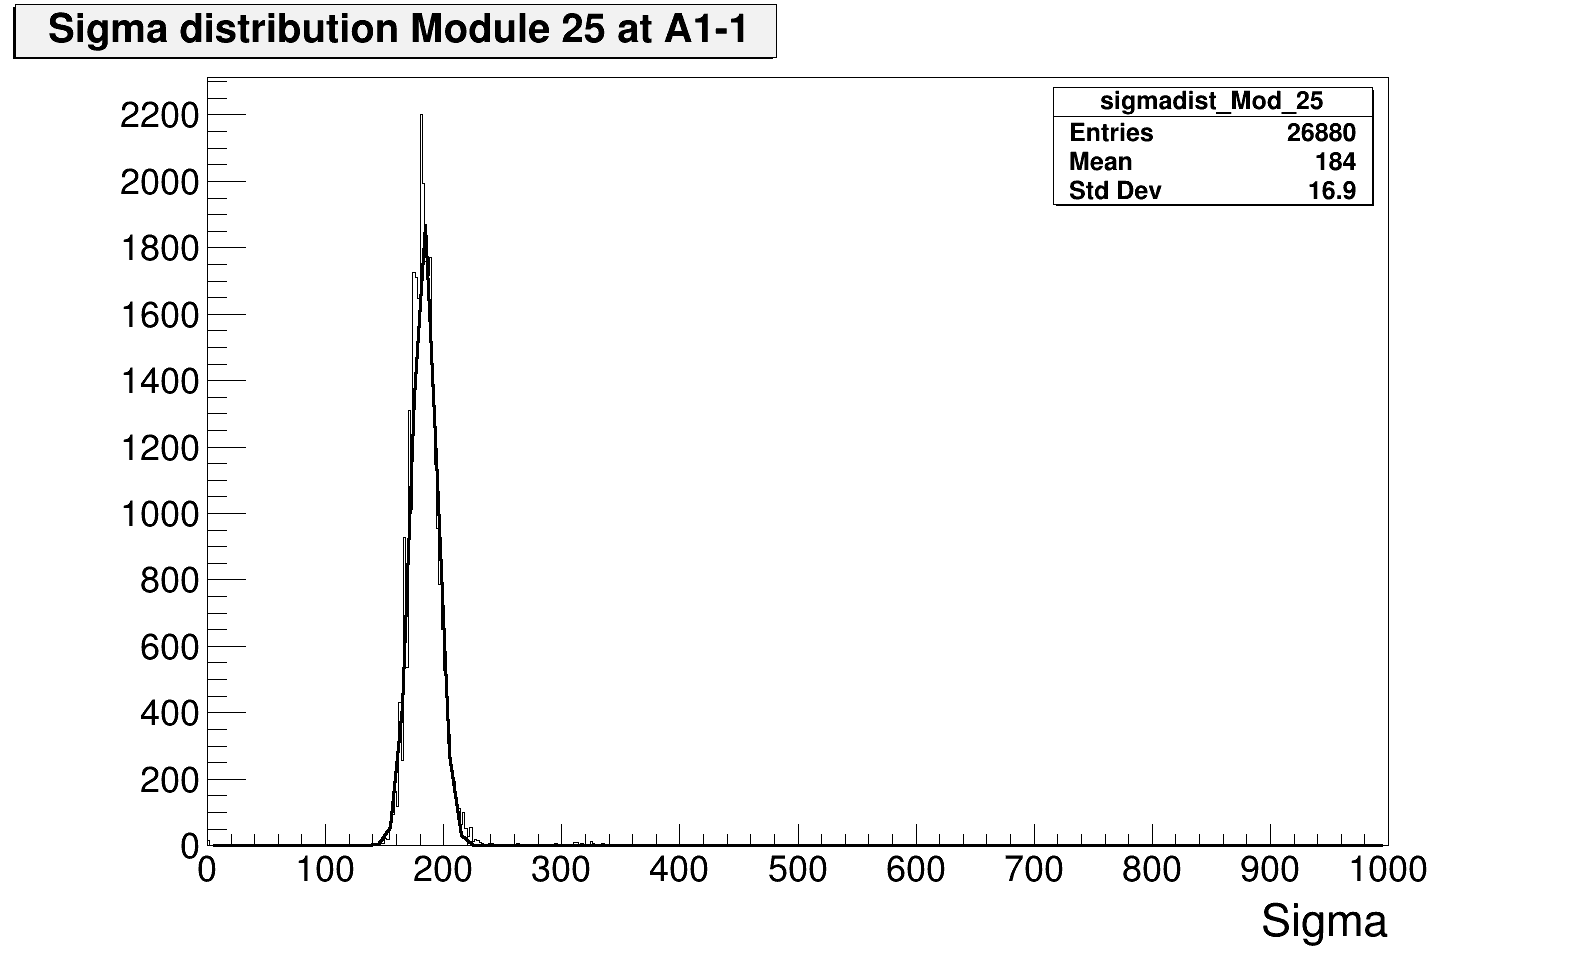 Sigma distribution Module 25 at A1-1
sigmadist_Mod_25
Entries 26880
Mean 184
Std Dev 16.9
2200
2000
1800
1600
1400
1200
1000
800
600
400
200
0
0 100 200 300 400 500 600 700 800 900 1000
Sigma